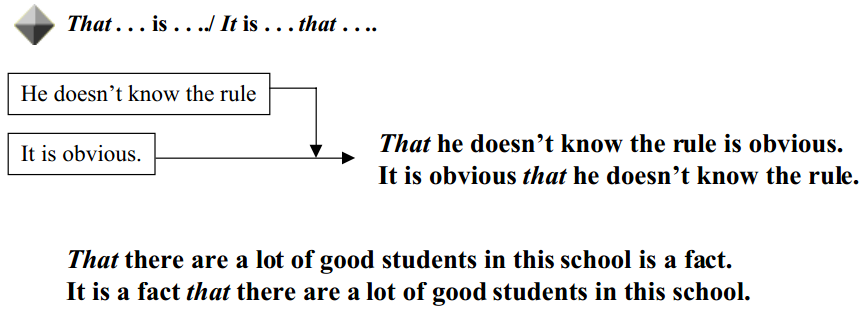 That . . . is . . ../ It is . . . that . . ..
He doesn’t know the rule
It is obvious.
That he doesn’t know the rule is obvious.
It is obvious that he doesn’t know the rule.
That there are a lot of good students in this school is a fact.
It is a fact that there are a lot of good students in this school.